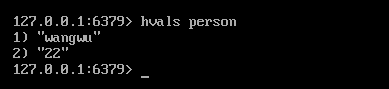 127.0.0.1:6379> hvals person
1) "wangwu"
2) "22"
127.0.0.1:6379> _